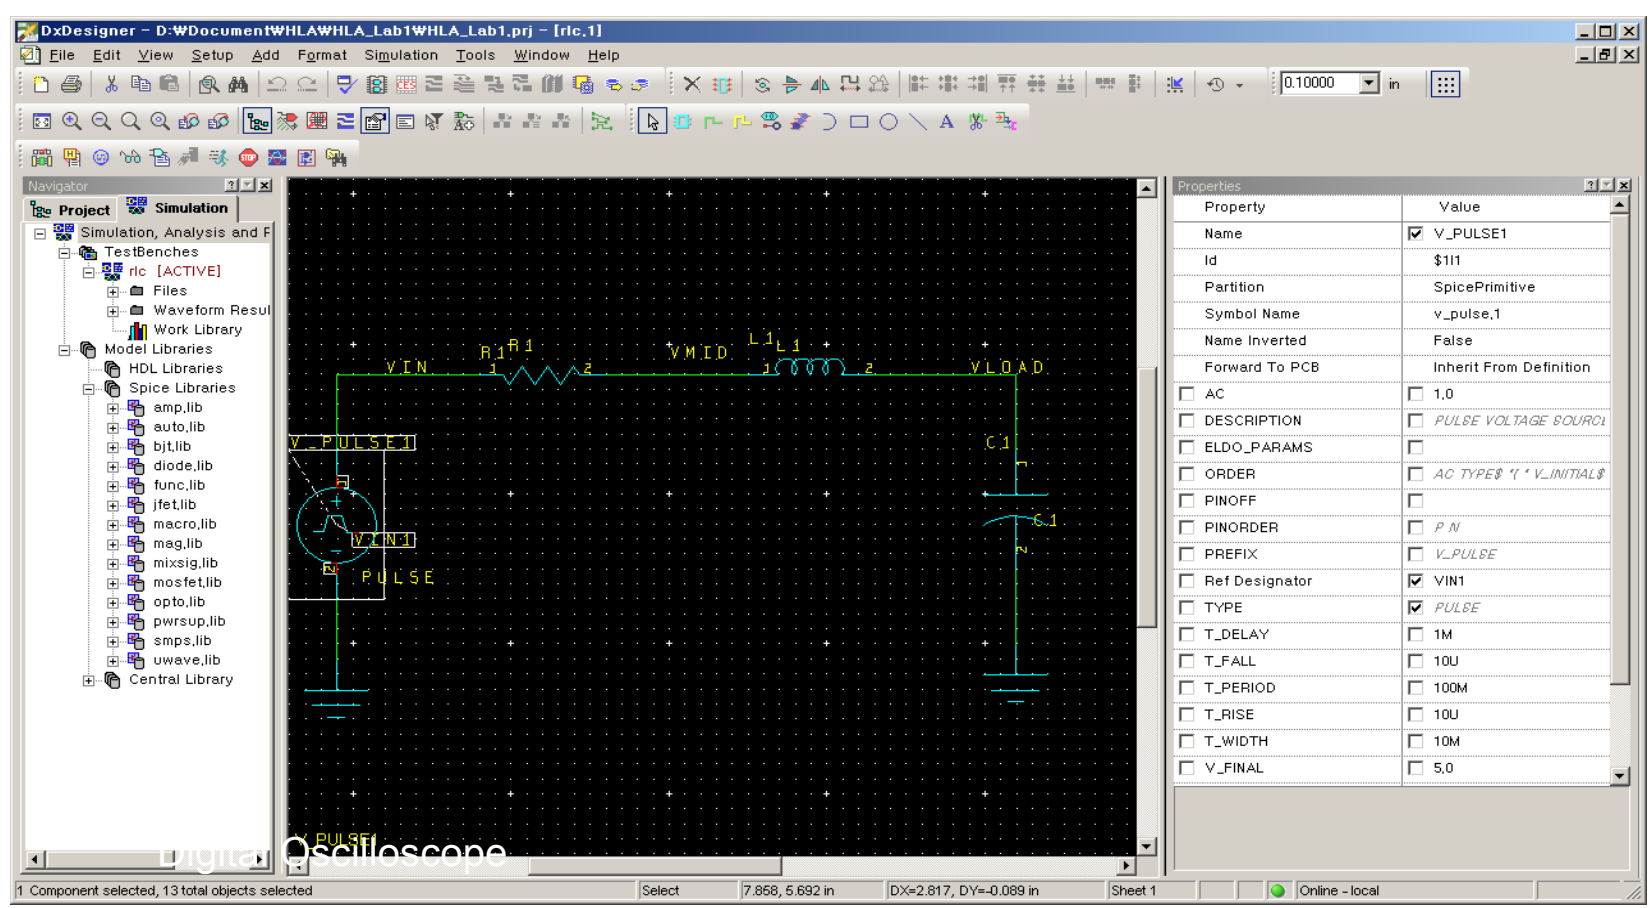 DxDesigner - D:₩Document₩HLA₩HLA_Lab1₩HLA_Lab1.prj - [rlc.1]
File Edit View Setup Add Format Simulation Tools Window Help
0.10000 in
CES
STOP
Navigator
Project Simulation
Simulation, Analysis and F
TestBenches
rlc [ACTIVE]
Files
Waveform Resul
Work Library
Model Libraries
HDL Libraries
Spice Libraries
amp.lib
auto.lib
bjt.lib
diode.lib
func.lib
jfet.lib
macro.lib
mag.lib
mixsig.lib
mosfet.lib
opto.lib
pwrsup.lib
smps.lib
uwave.lib
Central Library
VIN
1 R1 R1 2
VMID
L1 L1
1 2
VLOAD
V_PULSE1
1
+
-
VIN1
2
PULSE
C1
1
C1
2
V_PULSE1
Digital Oscilloscope
Properties
Property Value
Name V_PULSE1
Id $1I1
Partition SpicePrimitive
Symbol Name v_pulse.1
Name Inverted False
Forward To PCB Inherit From Definition
AC 1.0
DESCRIPTION PULSE VOLTAGE SOURCE
ELDO_PARAMS
ORDER AC TYPE$ "( " V_INITIAL$
PINOFF
PINORDER P N
PREFIX V_PULSE
Ref Designator VIN1
TYPE PULSE
T_DELAY 1M
T_FALL 10U
T_PERIOD 100M
T_RISE 10U
T_WIDTH 10M
V_FINAL 5.0
1 Component selected, 13 total objects selected
Select
7.858, 5.692 in
DX=2.817, DY=-0.089 in
Sheet 1
Online - local